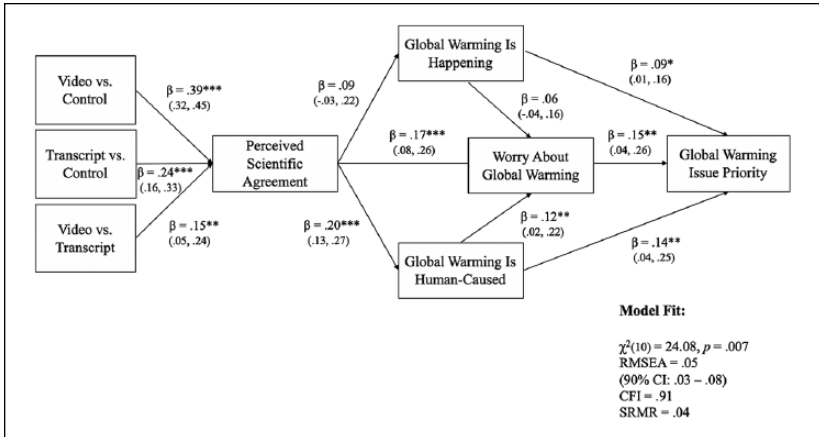 Video vs.
Control
Transcript vs.
Control
Video vs.
Transcript
β = .39***
(.32, .45)
β = .24***
(.16, .33)
β = .15**
(.05, .24)
Perceived
Scientific
Agreement
β = .09
(-.03, .22)
β = .17***
(.08, .26)
β = .20***
(.13, .27)
Global Warming Is
Happening
β = .06
(-.04, .16)
Worry About
Global Warming
β = .12**
(.02, .22)
Global Warming Is
Human-Caused
β = .09*
(.01, .16)
β = .15**
(.04, .26)
β = .14**
(.04, .25)
Global Warming
Issue Priority
Model Fit:
χ²(10) = 24.08, p = .007
RMSEA = .05
(90% CI: .03 – .08)
CFI = .91
SRMR = .04